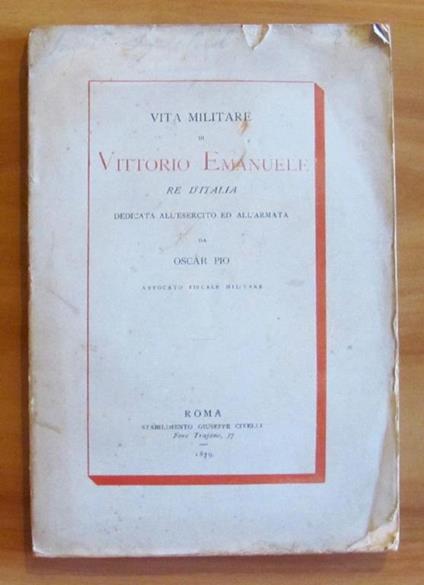 VITA MILITARE
DI
VITTORIO EMANUELE
RE D'ITALIA
DEDICATA ALL'ESERCITO ED ALL'ARMATA
DA
OSCAR PIO
AVVOCATO FISCALE MILITARE
ROMA
STABILIMENTO GIUSEPPE CIVELLI
Foro Trajano, 37
1879.